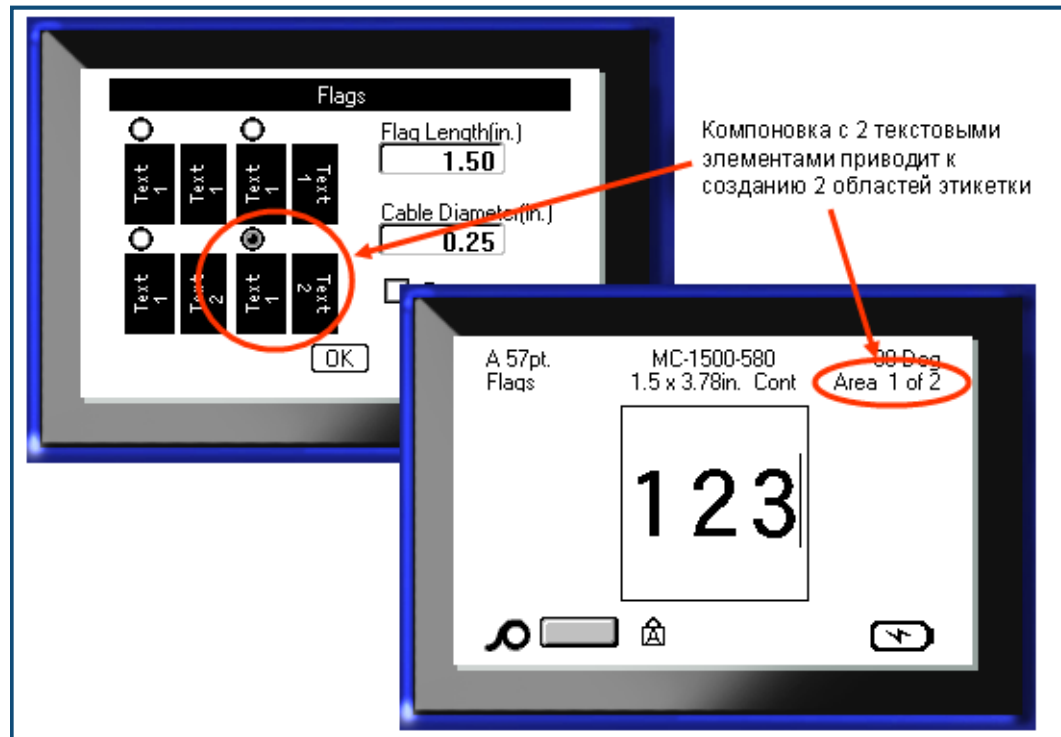 Flags
Flag Length(in.)
1.50
Text 1 Text 1 Text 1 Text 1
Cable Diameter(in.)
0.25
Text 1 Text 2 Text 1 Text 2
OK
Компоновка с 2 текстовыми
элементами приводит к
созданию 2 областей этикетки
A 57pt. MC-1500-580 Deg
Flags 1.5 x 3.78in. Cont Area 1 of 2
123
A